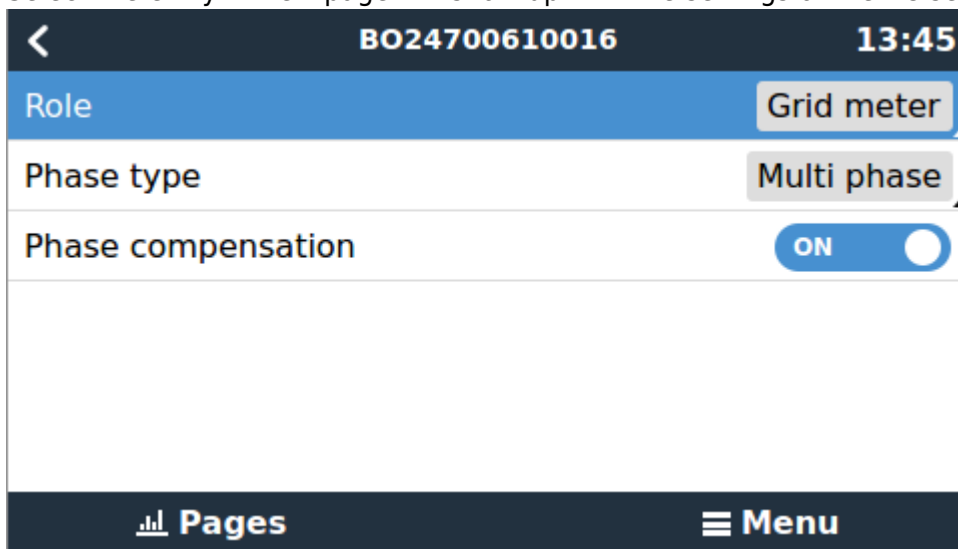 BO24700610016 13:45
Role Grid meter
Phase type Multi phase
Phase compensation ON
Pages Menu